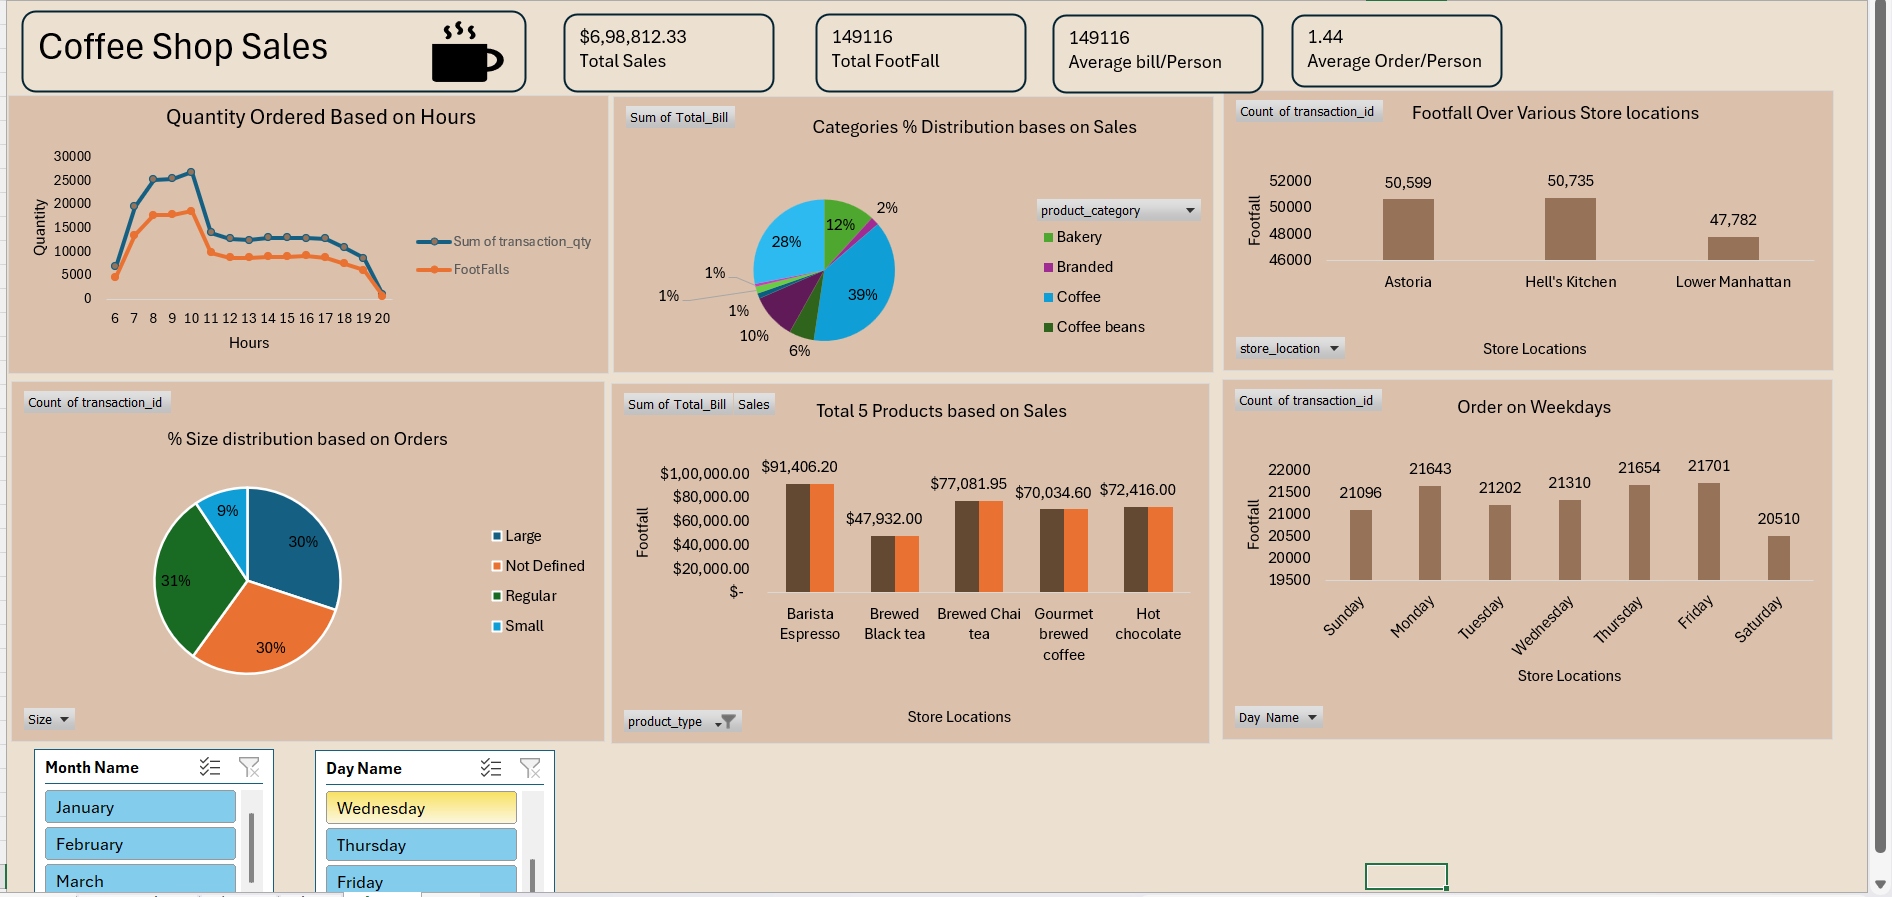 Coffee Shop Sales
$6,98,812.33
Total Sales
149116
Total FootFall
149116
Average bill/Person
1.44
Average Order/Person
Quantity Ordered Based on Hours
30000
25000
20000
15000
10000
5000
0
Quantity
6 7 8 9 10 11 12 13 14 15 16 17 18 19 20
Hours
Sum of transaction_qty
FootFalls
Sum of Total_Bill
Categories % Distribution bases on Sales
12%
2%
39%
6%
10%
1%
1%
1%
28%
product_category
Bakery
Branded
Coffee
Coffee beans
Count of transaction_id
Footfall Over Various Store locations
52000
50000
48000
46000
Footfall
50,599
50,735
47,782
Astoria
Hell's Kitchen
Lower Manhattan
store_location
Store Locations
Count of transaction_id
% Size distribution based on Orders
9%
30%
31%
30%
Large
Not Defined
Regular
Small
Size
Sum of Total_Bill
Sales
Total 5 Products based on Sales
$1,00,000.00
$80,000.00
$60,000.00
$40,000.00
$20,000.00
$-
Footfall
$91,406.20
$47,932.00
$77,081.95
$70,034.60
$72,416.00
Barista
Espresso
Brewed
Black tea
Brewed Chai
tea
Gourmet
brewed
coffee
Hot
chocolate
product_type
Store Locations
Count of transaction_id
Order on Weekdays
22000
21500
21000
20500
20000
19500
Footfall
21096
21643
21202
21310
21654
21701
20510
Sunday
Monday
Tuesday
Wednesday
Thursday
Friday
Saturday
Store Locations
Day Name
Month Name
January
February
March
Day Name
Wednesday
Thursday
Friday